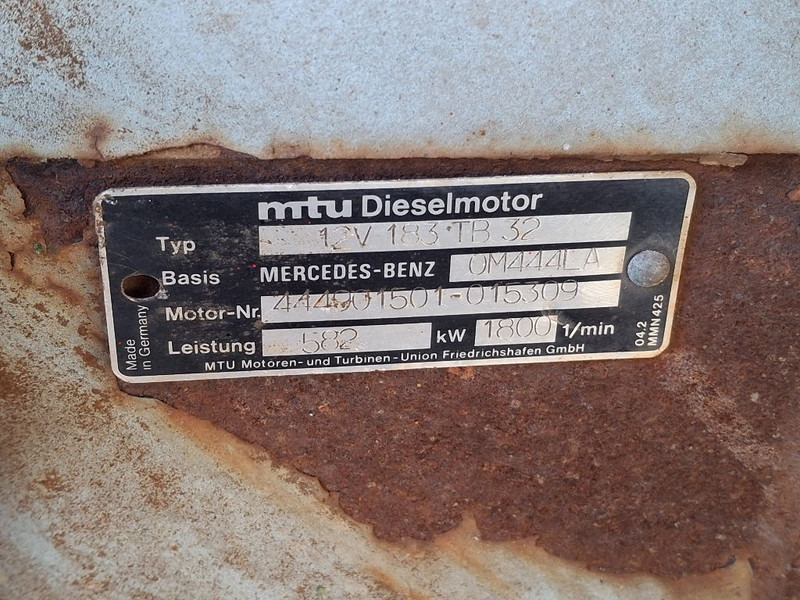 mtu Dieselmotor
Typ 12V 183 TB 32
Basis MERCEDES-BENZ OM444LA
Motor-Nr. 444901501-015309
Leistung 582 kW 1800 1/min
MTU Motoren- und Turbinen-Union Friedrichshafen GmbH
Made
in Germany
04.2
MMN425